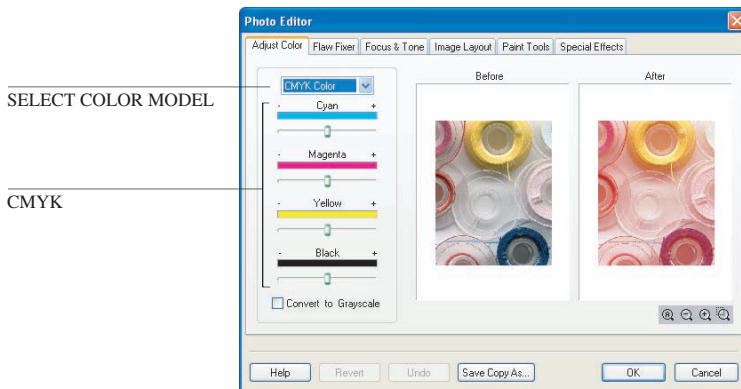 Photo Editor
Adjust Color Flaw Fixer Focus & Tone Image Layout Paint Tools Special Effects
SELECT COLOR MODEL
CMYK Color
Before
After
- Cyan +
- Magenta +
CMYK
- Yellow +
- Black +
Convert to Grayscale
Help Revert Undo Save Copy As... OK Cancel